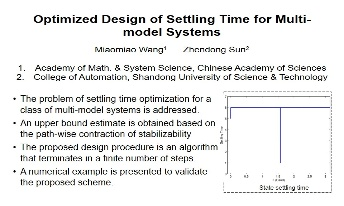 Optimized Design of Settling Time for Multi-
model Systems
Miaomiao Wang¹ Zhendong Sun²
1. Academy of Math. & System Science, Chinese Academy of Sciences
2. College of Automation, Shandong University of Science & Technology
• The problem of settling time optimization for a
class of multi-model systems is addressed.
• An upper bound estimate is obtained based on
the path-wise contraction of stabilizability
• The proposed design procedure is an algorithm
that terminates in a finite number of steps
• A numerical example is presented to validate
the proposed scheme.
State settling time